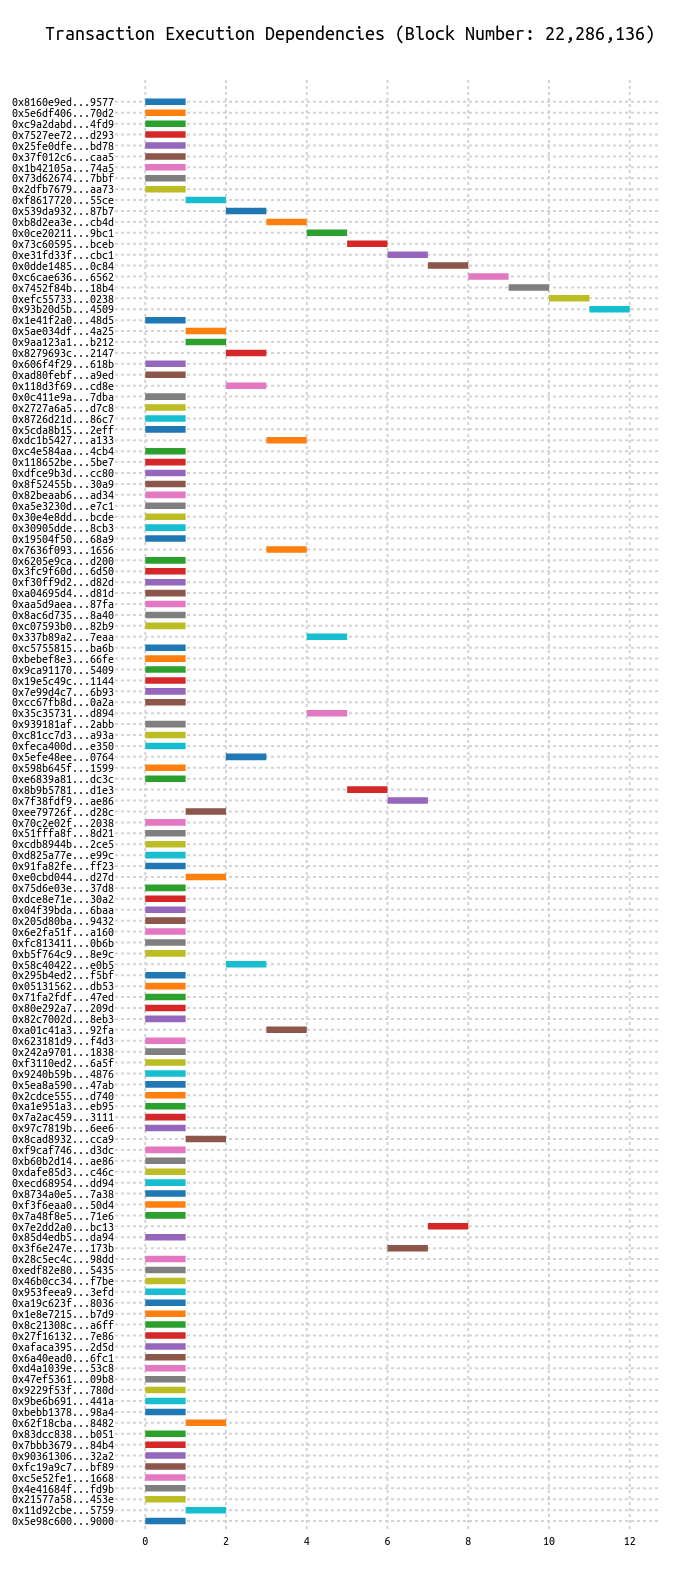 Transaction Execution Dependencies (Block Number: 22,286,136)
0x8160e9ed...9577
0x5e6df406...70d2
0xc9a2dabd...4fd9
0x7527ee72...d293
0x25fe0dfe...bd78
0x37f012c6...caa5
0x1b42105a...74a5
0x73d62674...7bbf
0x2dfb7679...aa73
0xf8617720...55ce
0x539da932...87b7
0xb8d2ea3e...cb4d
0x0ce20211...9bc1
0x73c60595...bceb
0xe31fd33f...cbc1
0x0dde1485...0c84
0xc6cae636...6562
0x7452f84b...18b4
0xefc55733...0238
0x93b20d5b...4509
0x1e41f2a0...48d5
0x5ae034df...4a25
0x9aa123a1...b212
0x8279693c...2147
0x606f4f29...618b
0xad80febf...a9ed
0x118d3f69...cd8e
0x0c411e9a...7dba
0x2727a6a5...d7c8
0x8726d21d...86c7
0x5cda8b15...2eff
0xdc1b5427...a133
0xc4e584aa...4cb4
0x118652be...5be7
0xdfce9b3d...cc80
0x8f52455b...30a9
0x82beaab6...ad34
0xa5e3230d...e7c1
0x30e4e8dd...bcde
0x30905dde...8cb3
0x19504f50...68a9
0x7636f093...1656
0x6205e9ca...d200
0x3fc9f60d...6d50
0xf30ff9d2...d82d
0xa04695d4...d81d
0xaa5d9aea...87fa
0x8ac6d735...8a40
0xc07593b0...82b9
0x337b89a2...7eaa
0xc5755815...ba6b
0xbebef8e3...66fe
0x9ca91170...5409
0x19e5c49c...1144
0x7e99d4c7...6b93
0xcc67fb8d...0a2a
0x35c35731...d894
0x939181af...2abb
0xc81cc7d3...a93a
0xfeca400d...e350
0x5efe48ee...0764
0x598b645f...1599
0xe6839a81...dc3c
0x8b9b5781...d1e3
0x7f38fdf9...ae86
0xee79726f...d28c
0x70c2e02f...2038
0x51fffa8f...8d21
0xcdb8944b...2ce5
0xd825a77e...e99c
0x91fa82fe...ff23
0xe0cbd044...d27d
0x75d6e03e...37d8
0xdce8e71e...30a2
0x04f39bda...6baa
0x205d80ba...9432
0x6e2fa51f...a160
0xfc813411...0b6b
0xb5f764c9...8e9c
0x58c40422...e0b5
0x295b4ed2...f5bf
0x05131562...db53
0x71fa2fdf...47ed
0x80e292a7...209d
0x82c7002d...8eb3
0xa01c41a3...92fa
0x623181d9...f4d3
0x242a9701...1838
0xf3110ed2...6a5f
0x9240b59b...4876
0x5ea8a590...47ab
0x2cdce555...d740
0xa1e951a3...eb95
0x7a2ac459...3111
0x97c7819b...6ee6
0x8cad8932...cca9
0xf9caf746...d3dc
0xb60b2d14...ae86
0xdafe85d3...c46c
0xecd68954...dd94
0x8734a0e5...7a38
0xf3f6eaa0...50d4
0x7a48f8e5...71e6
0x7e2dd2a0...bc13
0x85d4edb5...da94
0x3f6e247e...173b
0x28c5ec4c...98dd
0xedf82e80...5435
0x46b0cc34...f7be
0x953feea9...3efd
0xa19c623f...8036
0x1e8e7215...b7d9
0x8c21308c...a6ff
0x27f16132...7e86
0xafaca395...2d5d
0x6a40ead0...6fc1
0xd4a1039e...53c8
0x47ef5361...09b8
0x9229f53f...780d
0x9be6b691...441a
0xbebb1378...98a4
0x62f18cba...8482
0x83dcc838...b051
0x7bbb3679...84b4
0x90361306...32a2
0xfc19a9c7...bf89
0xc5e52fe1...1668
0x4e41684f...fd9b
0x21577a58...453e
0x11d92cbe...5759
0x5e98c600...9000
0 2 4 6 8 10 12